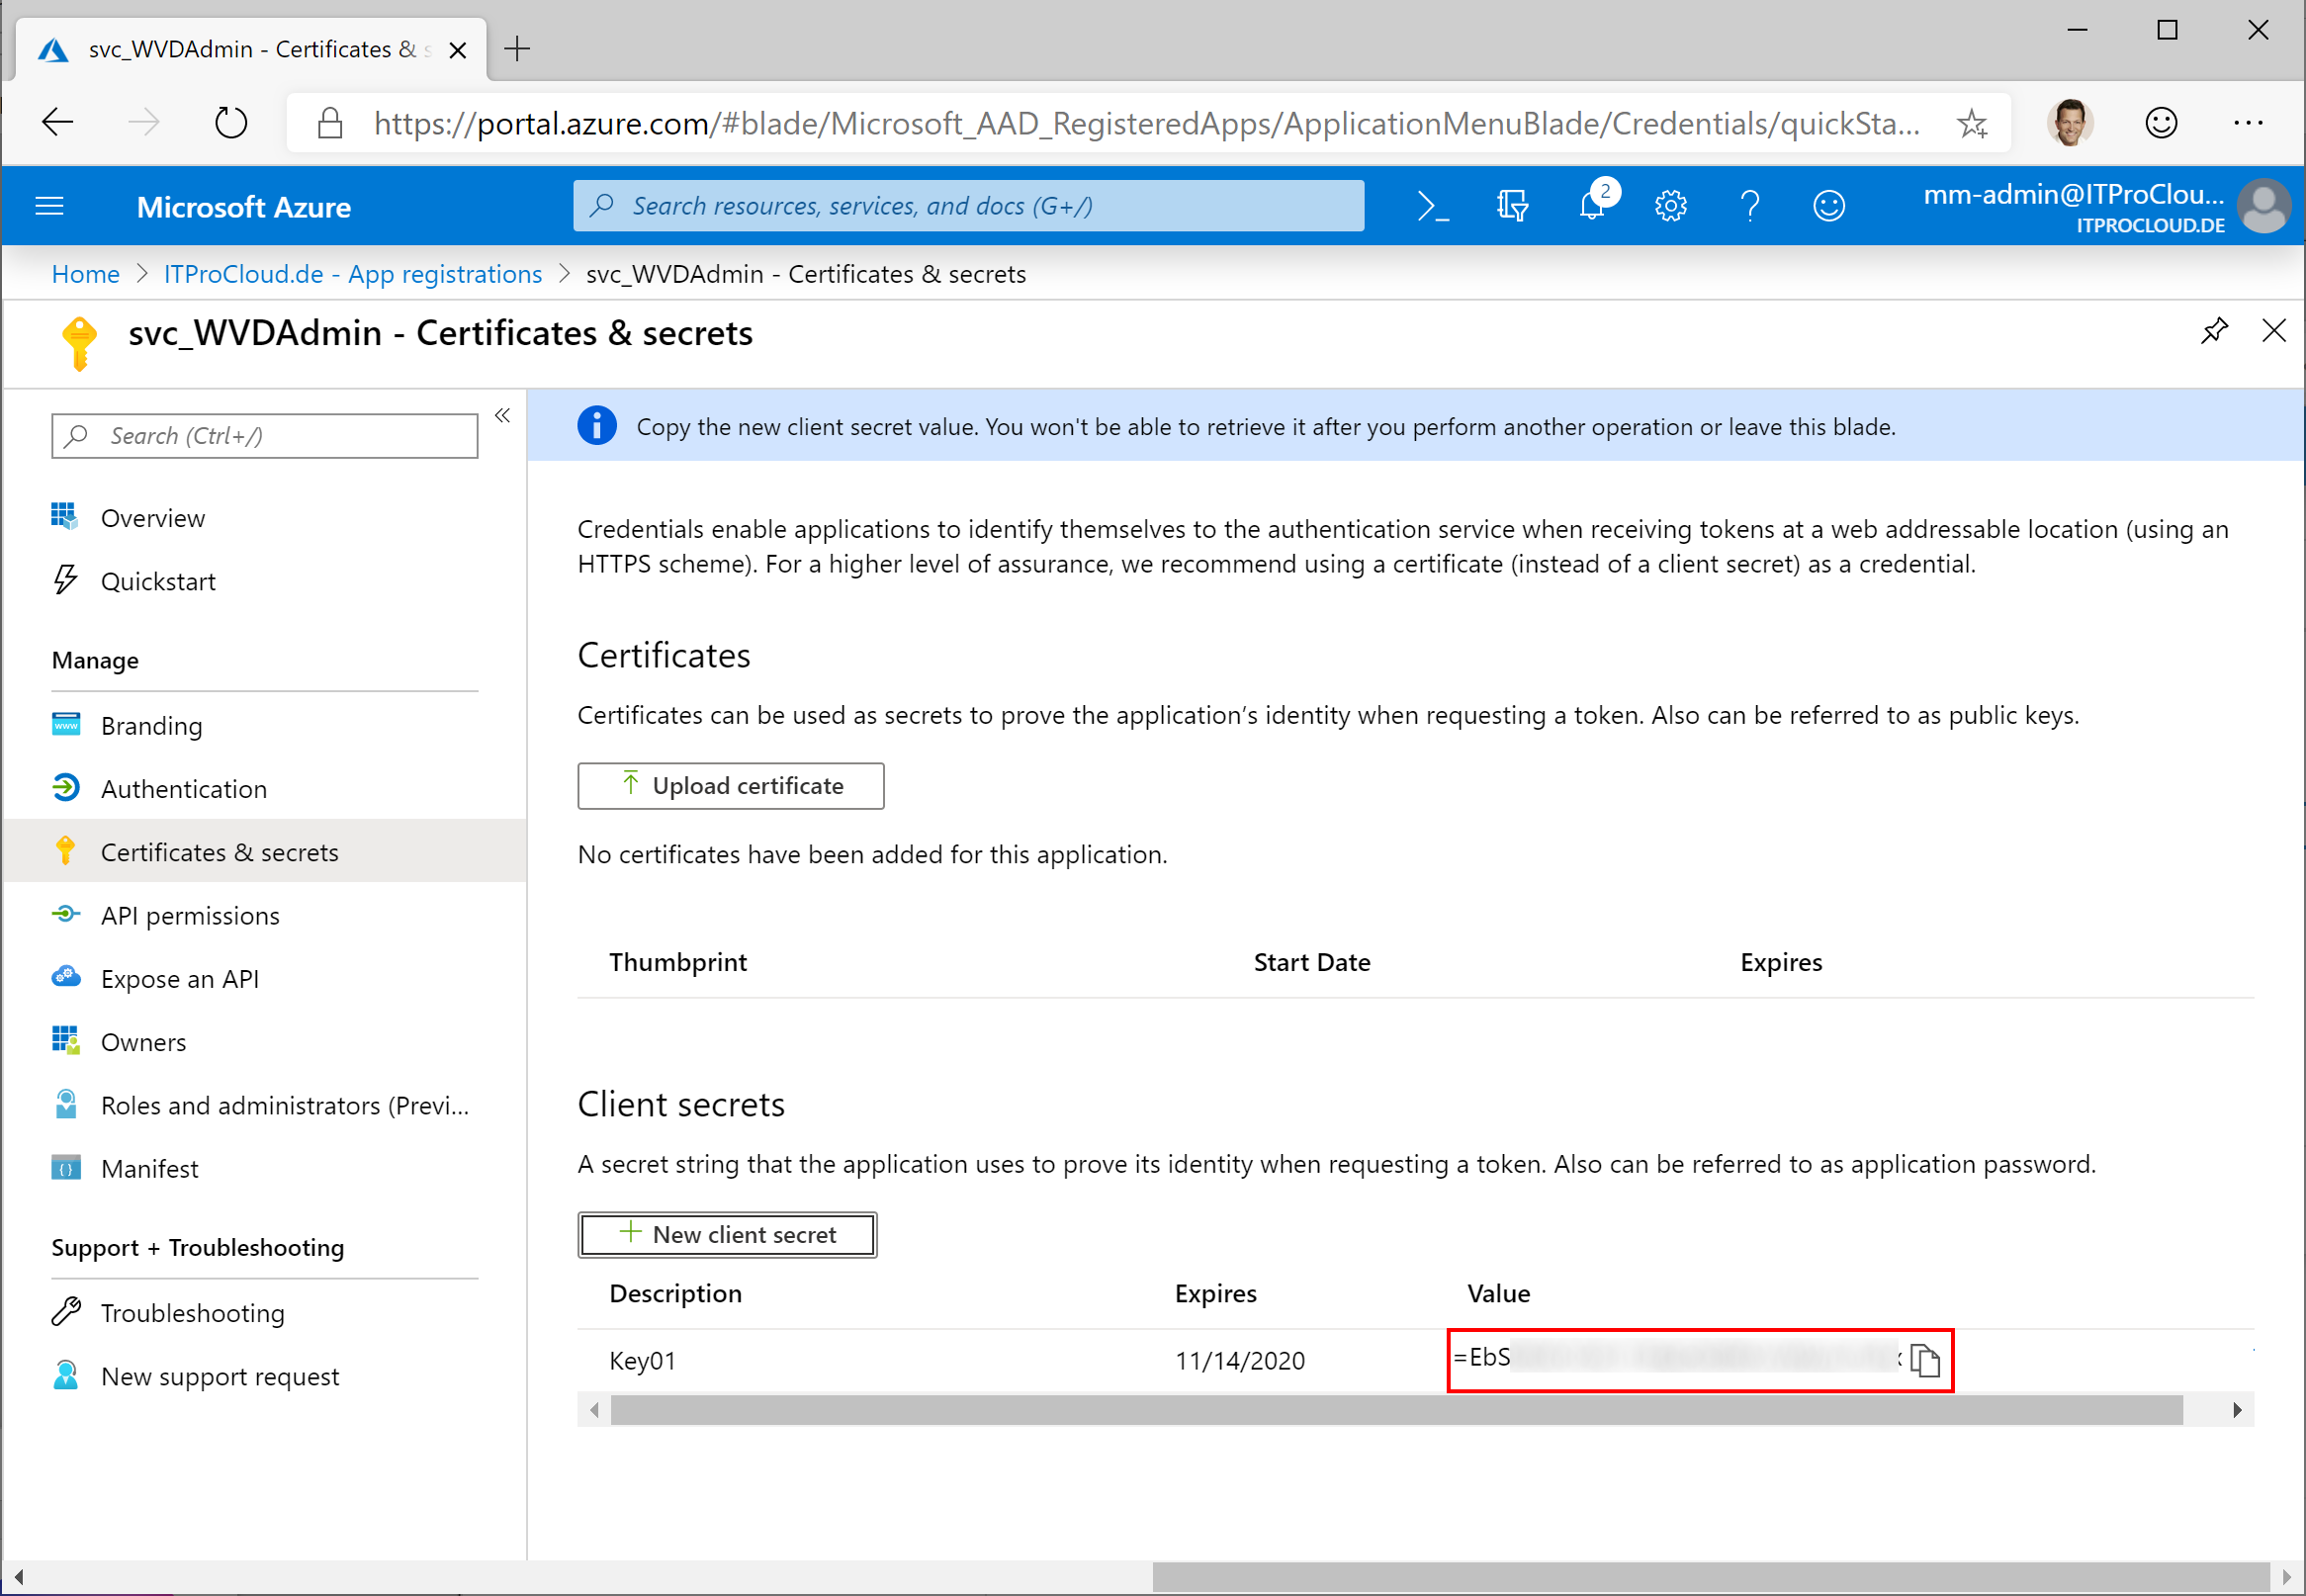 svc_WVDAdmin - Certificates &
https://portal.azure.com/#blade/Microsoft_AAD_RegisteredApps/ApplicationMenuBlade/Credentials/quickSta...
Microsoft Azure
Search resources, services, and docs (G+/)
2
mm-admin@ITProClou...
ITPROCLOUD.DE
Home > ITProCloud.de - App registrations > svc_WVDAdmin - Certificates & secrets
svc_WVDAdmin - Certificates & secrets
Search (Ctrl+/)
Overview
Quickstart
Manage
Branding
Authentication
Certificates & secrets
API permissions
Expose an API
Owners
Roles and administrators (Previ...
Manifest
Support + Troubleshooting
Troubleshooting
New support request
Copy the new client secret value. You won't be able to retrieve it after you perform another operation or leave this blade.
Credentials enable applications to identify themselves to the authentication service when receiving tokens at a web addressable location (using an
HTTPS scheme). For a higher level of assurance, we recommend using a certificate (instead of a client secret) as a credential.
Certificates
Certificates can be used as secrets to prove the application’s identity when requesting a token. Also can be referred to as public keys.
Upload certificate
No certificates have been added for this application.
Thumbprint Start Date Expires
Client secrets
A secret string that the application uses to prove its identity when requesting a token. Also can be referred to as application password.
New client secret
Description Expires Value
Key01 11/14/2020 =EbS